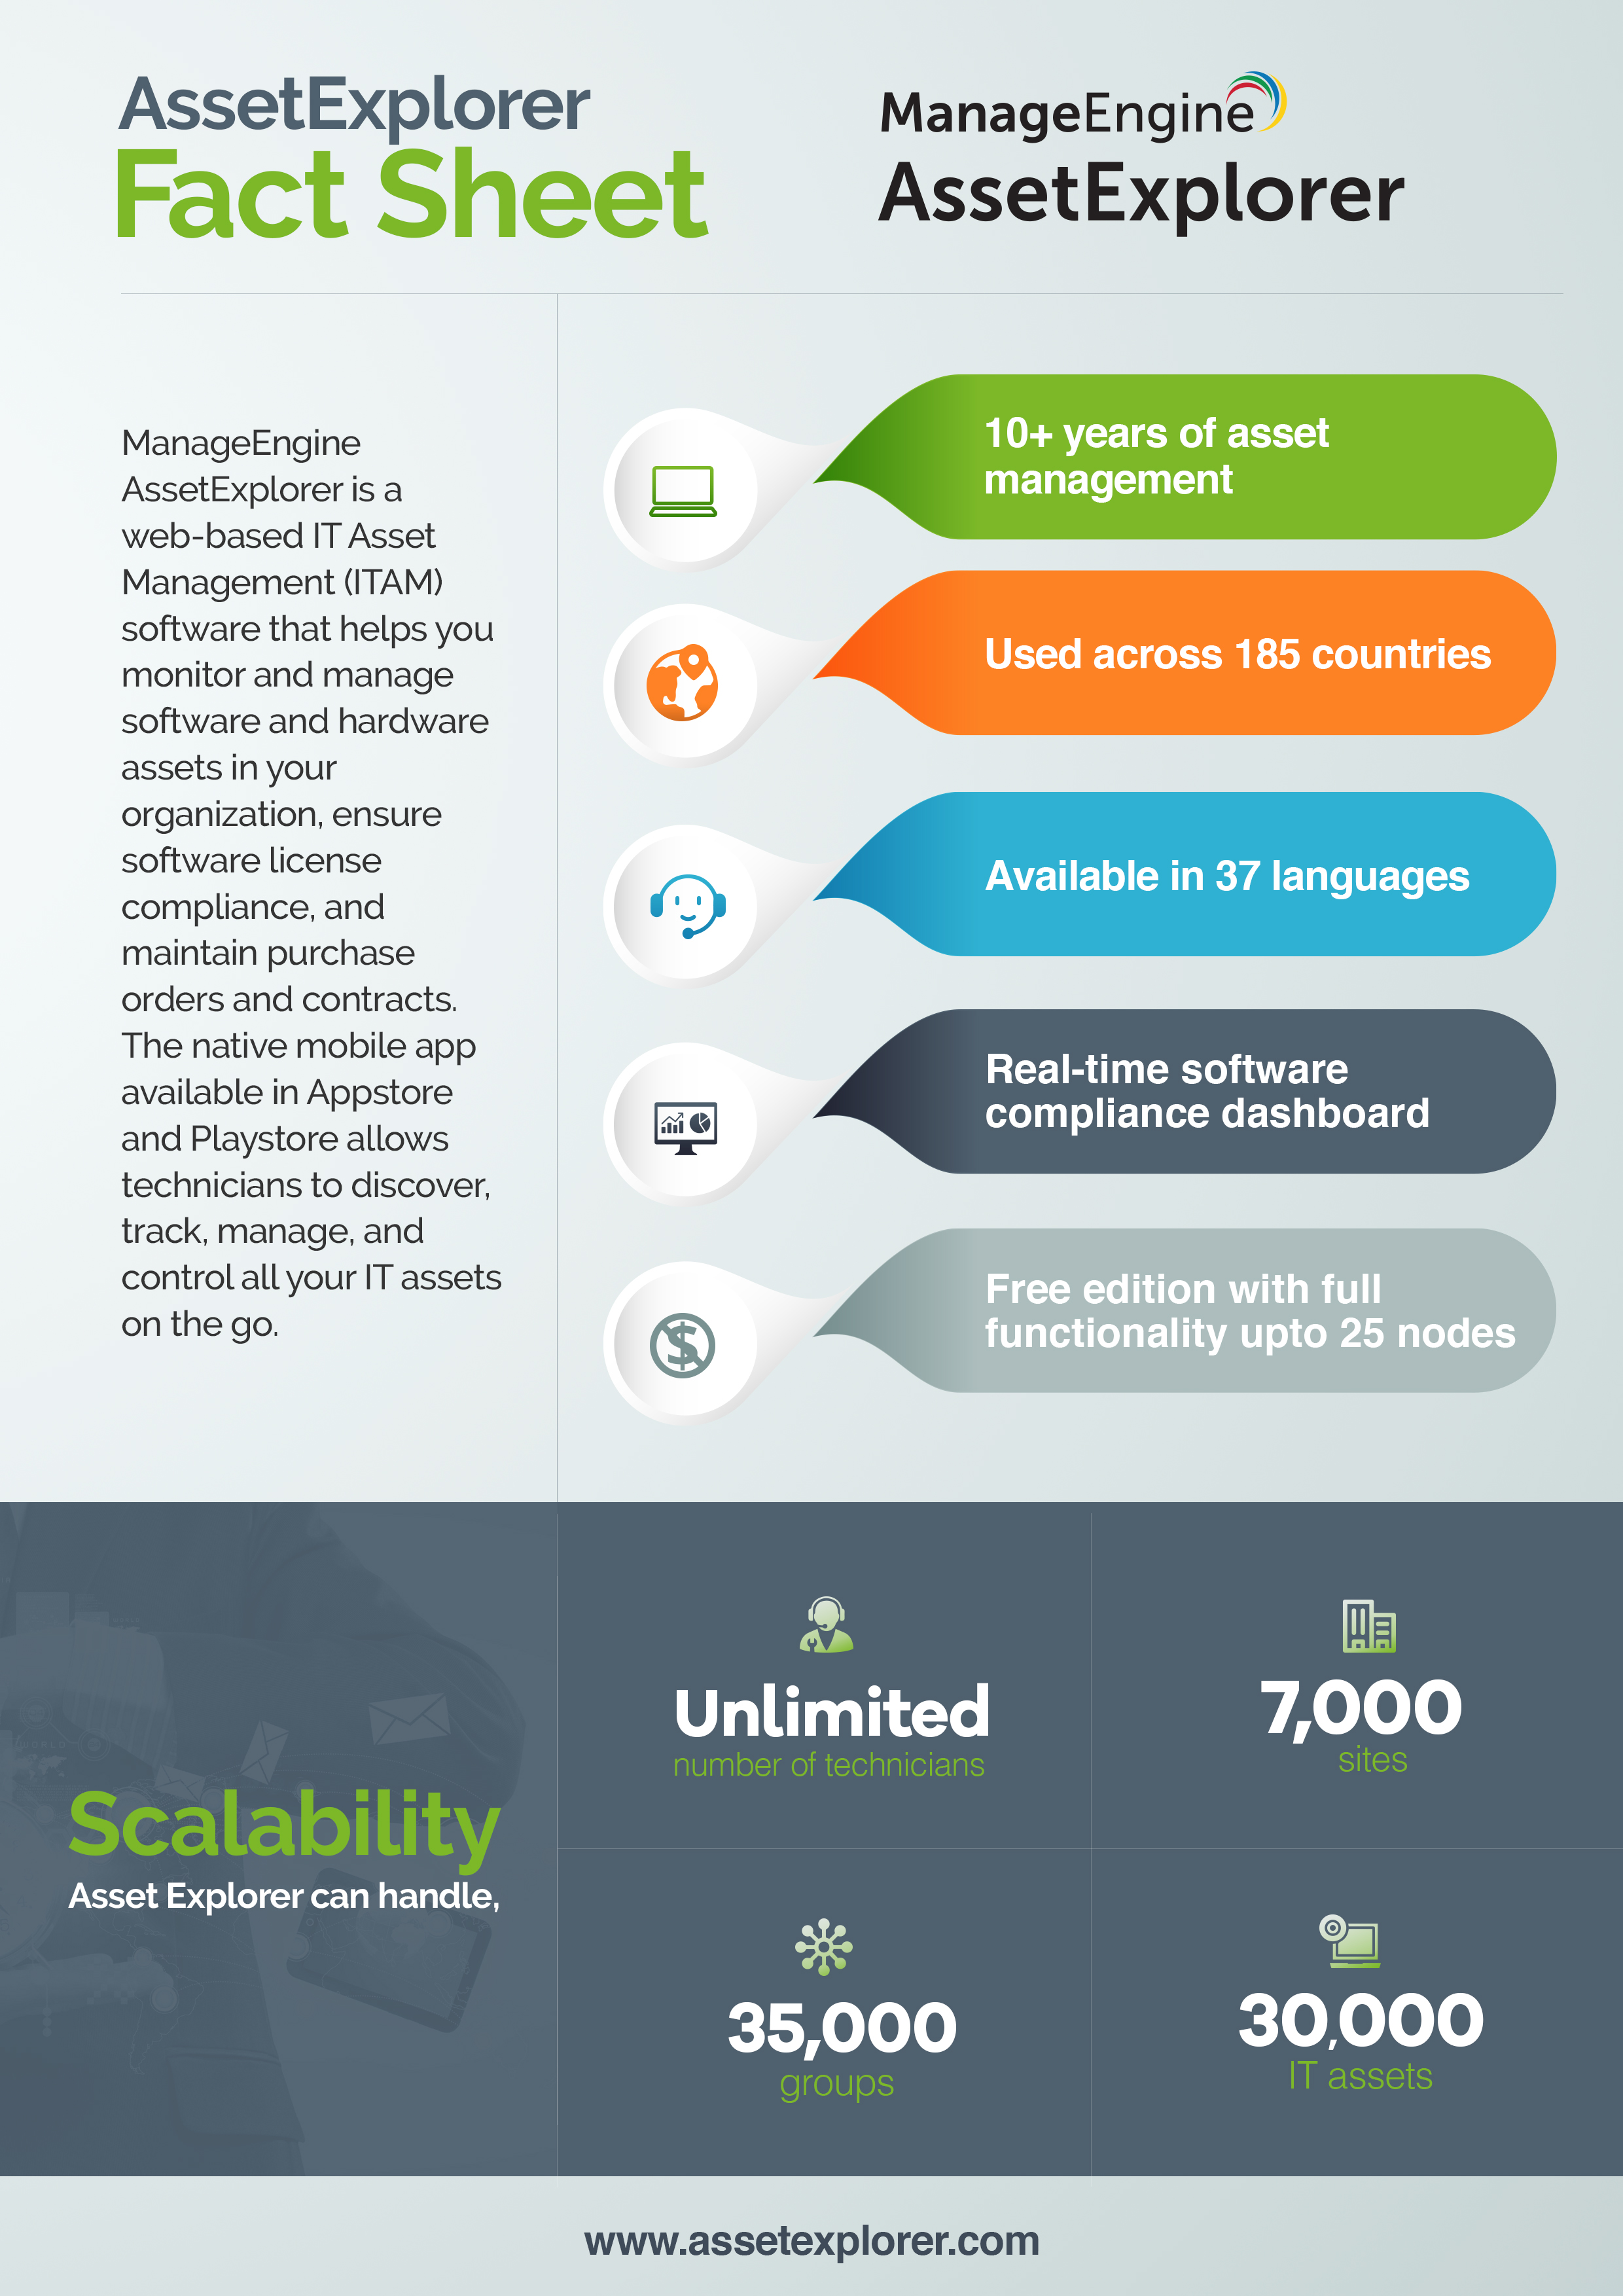 AssetExplorer
Fact Sheet
ManageEngine
AssetExplorer
ManageEngine
AssetExplorer is a
web-based IT Asset
Management (ITAM)
software that helps you
monitor and manage
software and hardware
assets in your
organization, ensure
software license
compliance, and
maintain purchase
orders and contracts.
The native mobile app
available in Appstore
and Playstore allows
technicians to discover,
track, manage, and
control all your IT assets
on the go.
10+ years of asset
management
Used across 185 countries
Available in 37 languages
Real-time software
compliance dashboard
Free edition with full
functionality upto 25 nodes
Scalability
Asset Explorer can handle,
Unlimited
number of technicians
7,000
sites
35,000
groups
30,000
IT assets
www.assetexplorer.com